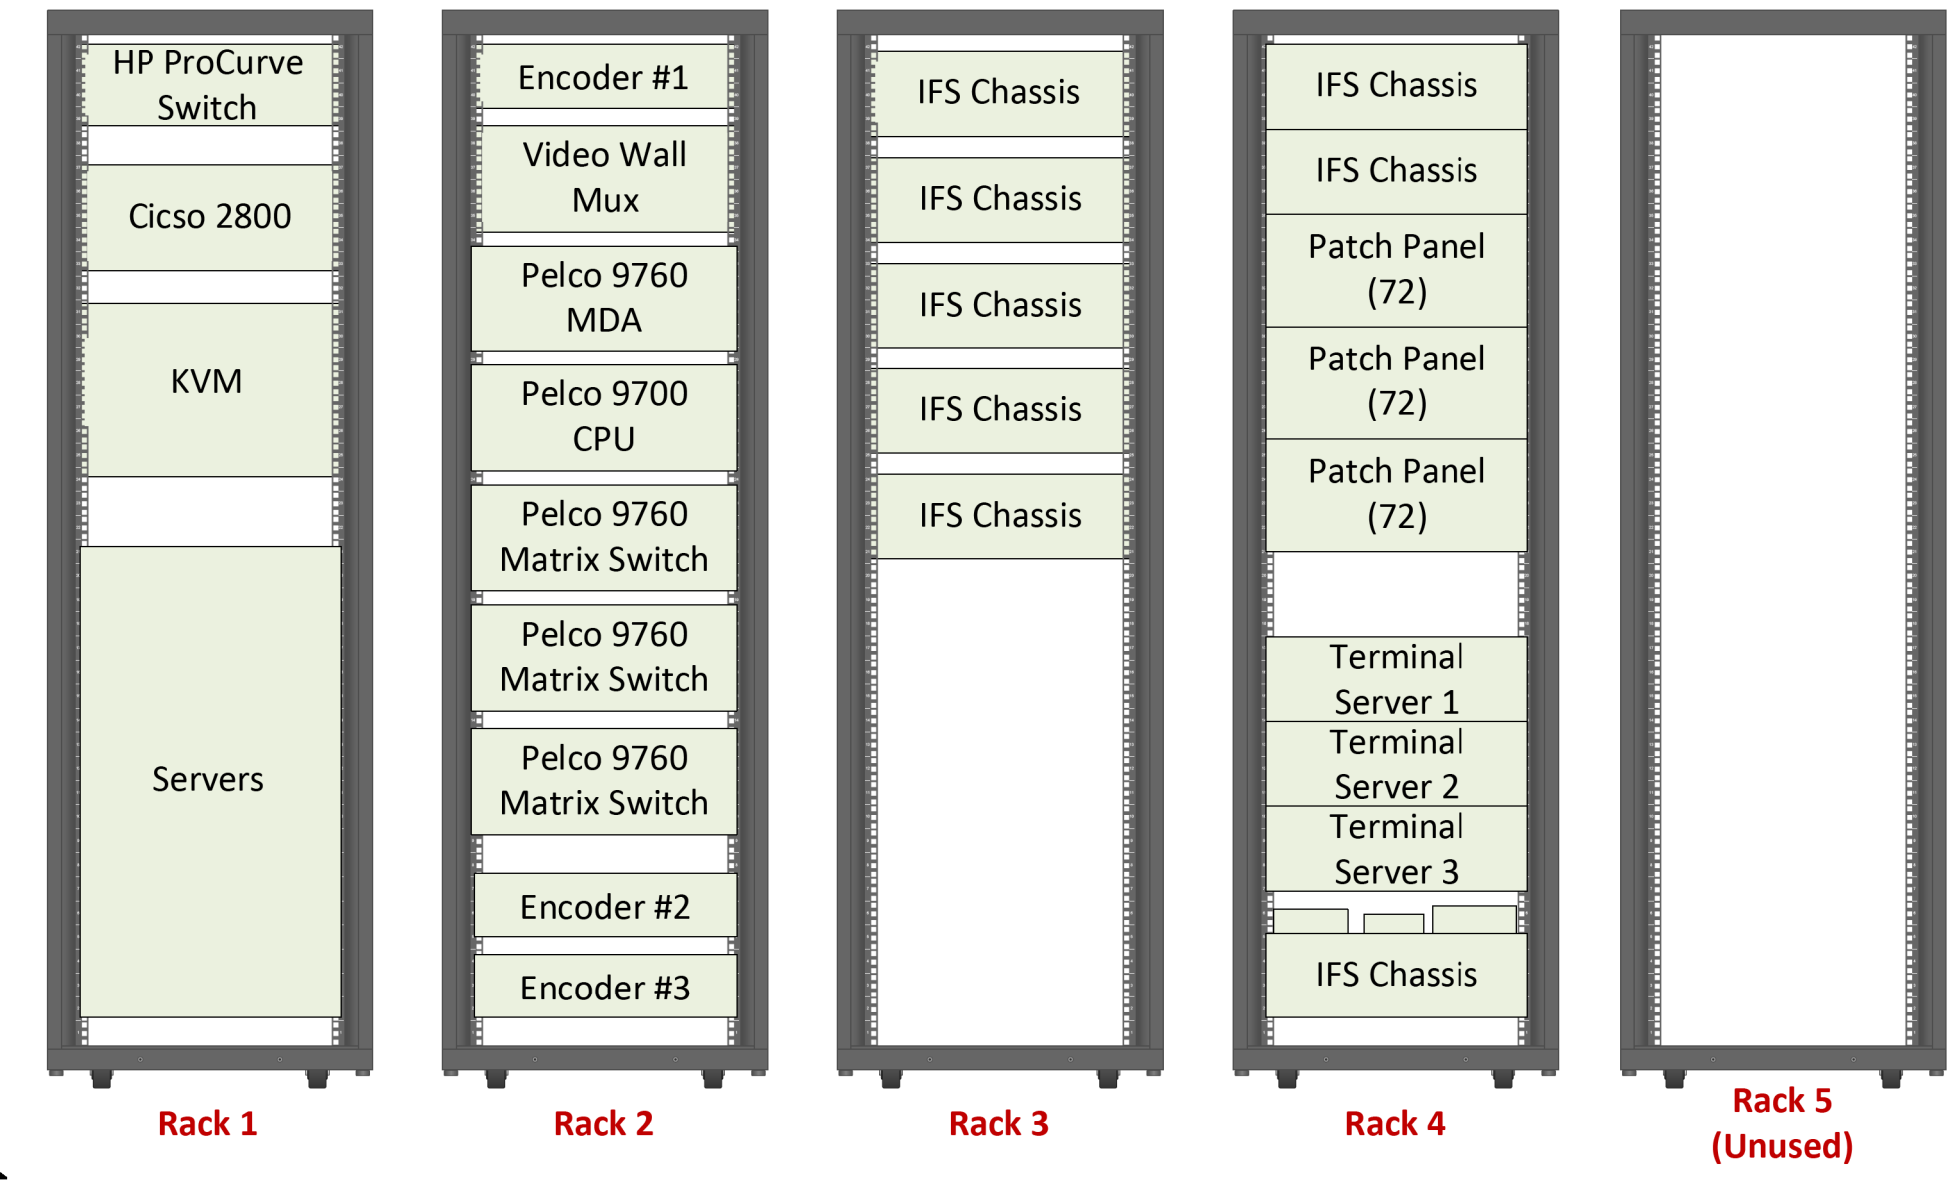 HP ProCurve
Switch
Cicso 2800
KVM
Servers
Rack 1
Encoder #1
Video Wall
Mux
Pelco 9760
MDA
Pelco 9700
CPU
Pelco 9760
Matrix Switch
Pelco 9760
Matrix Switch
Pelco 9760
Matrix Switch
Encoder #2
Encoder #3
Rack 2
IFS Chassis
IFS Chassis
IFS Chassis
IFS Chassis
IFS Chassis
Rack 3
IFS Chassis
IFS Chassis
Patch Panel
(72)
Patch Panel
(72)
Patch Panel
(72)
Terminal
Server 1
Terminal
Server 2
Terminal
Server 3
IFS Chassis
Rack 4
Rack 5
(Unused)